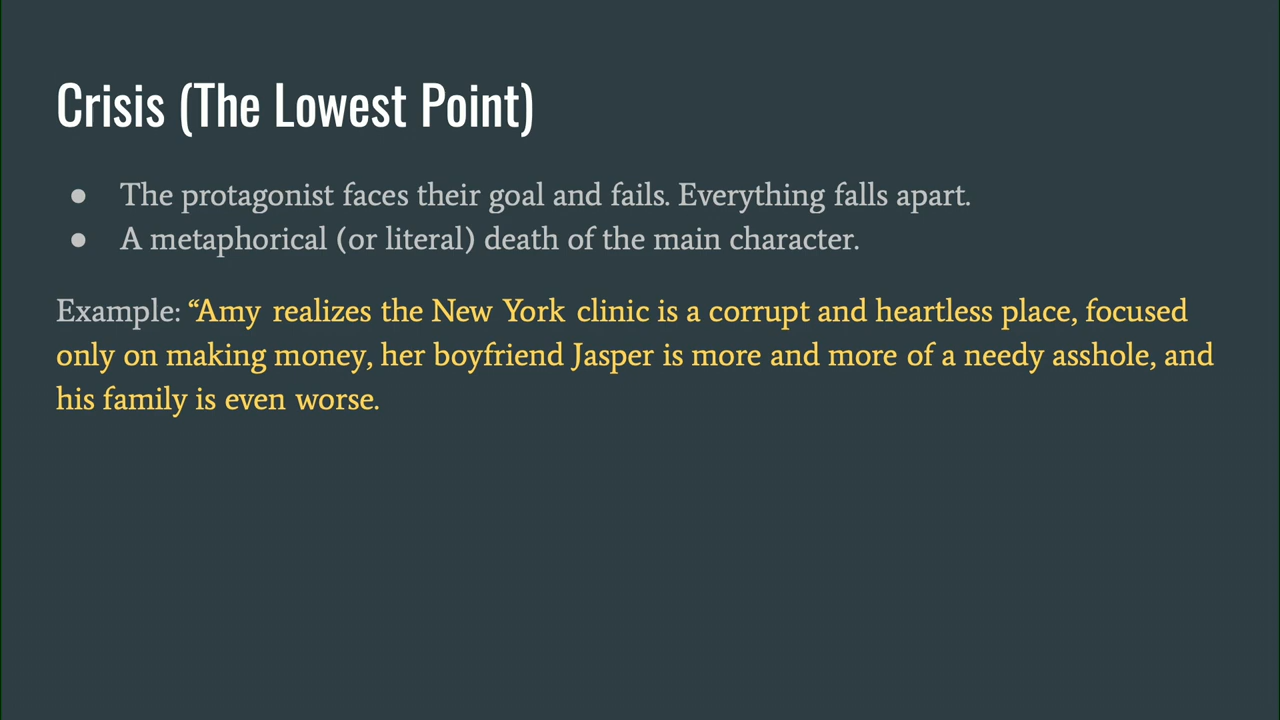 Crisis (The Lowest Point)
● The protagonist faces their goal and fails. Everything falls apart.
● A metaphorical (or literal) death of the main character.
Example: “Amy realizes the New York clinic is a corrupt and heartless place, focused
only on making money, her boyfriend Jasper is more and more of a needy asshole, and
his family is even worse.